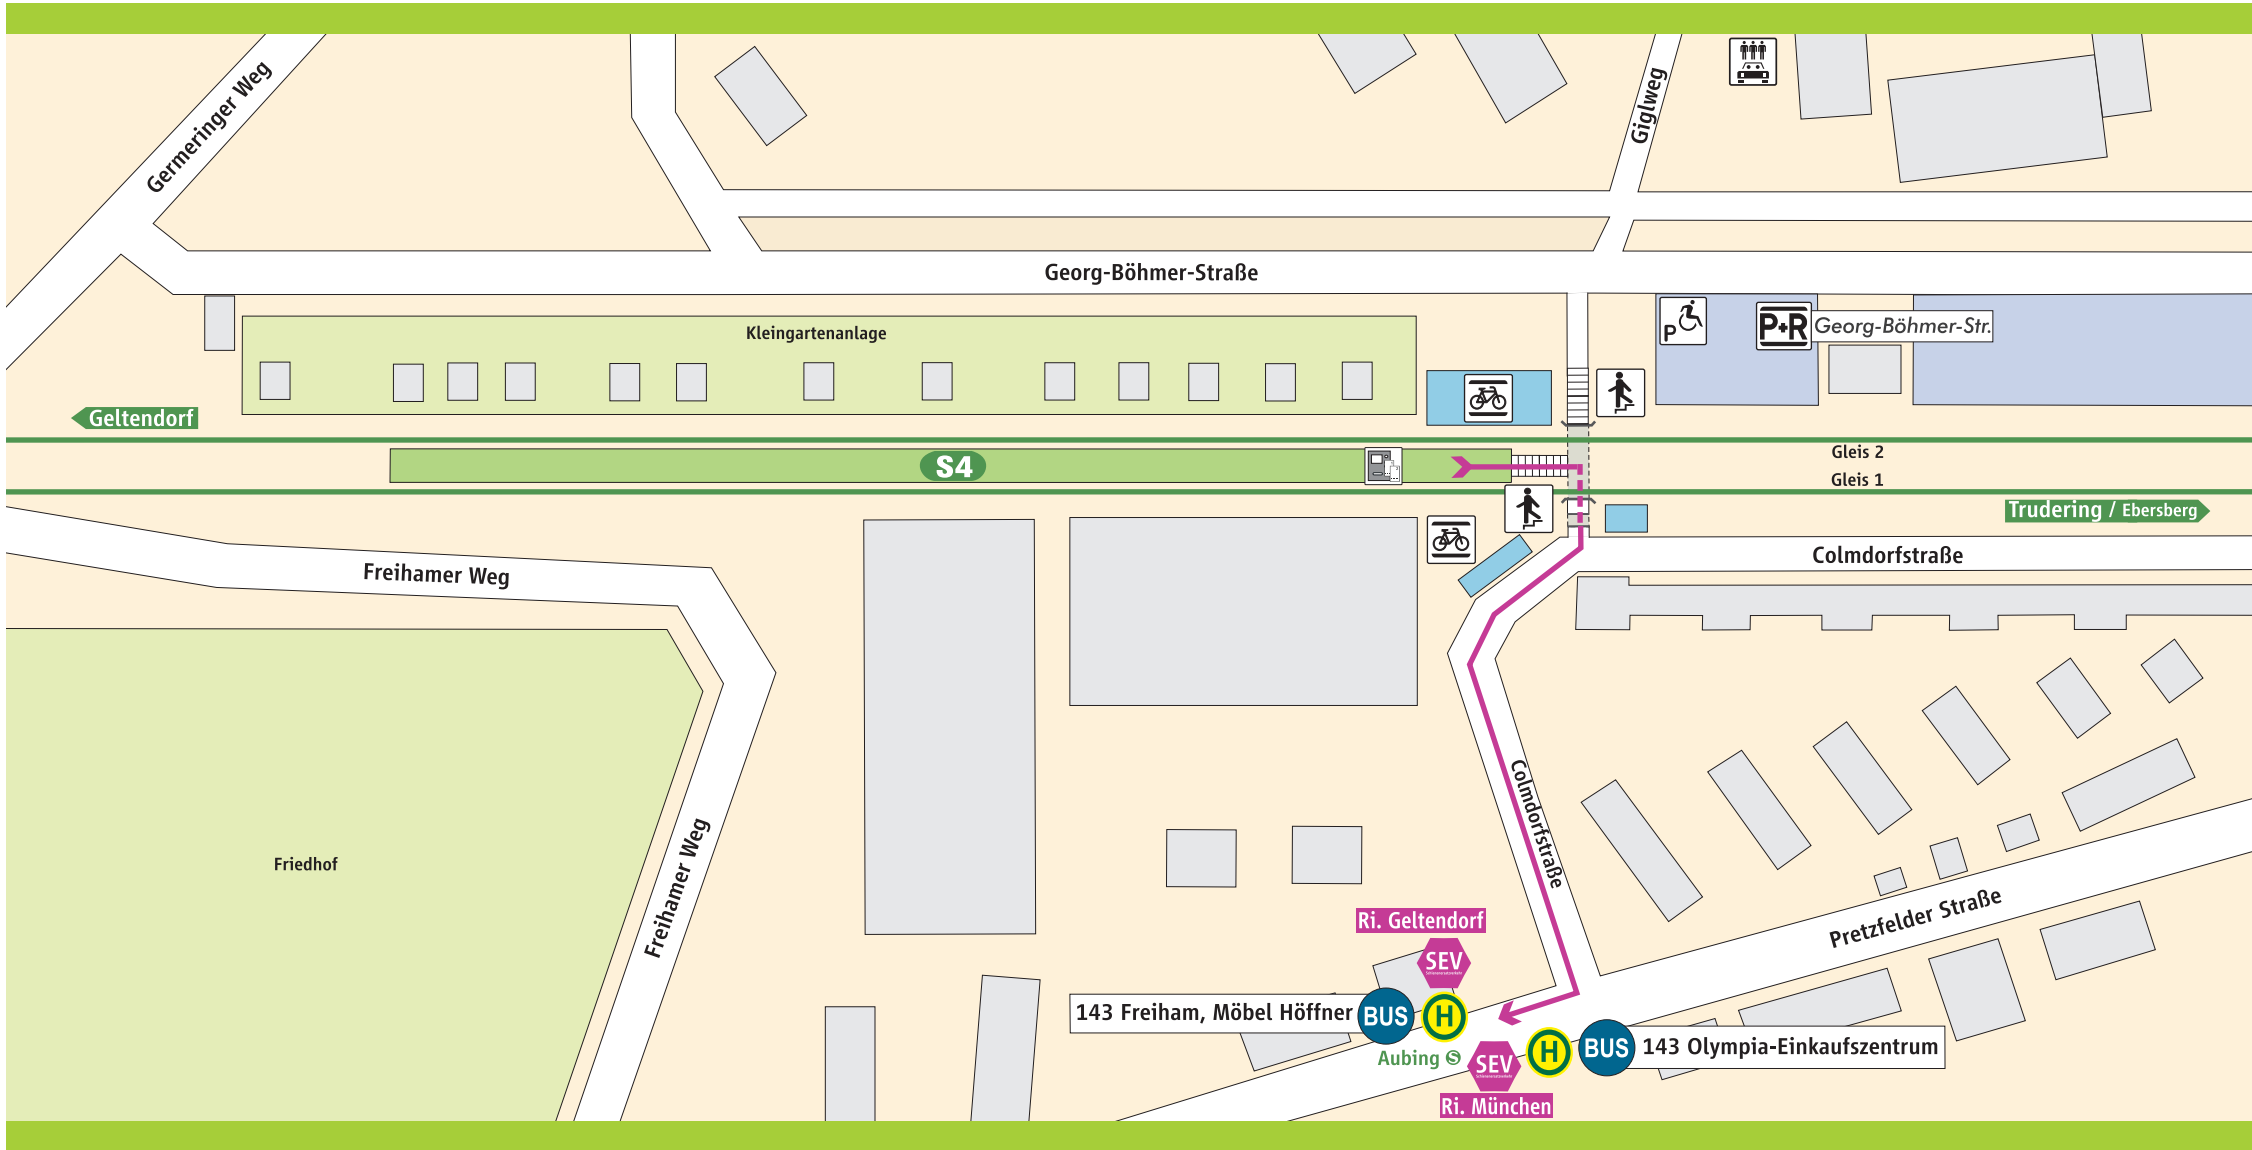 Germeringer Weg
Giglweg
Georg-Böhmer-Straße
Kleingartenanlage
P
P+R
Georg-Böhmer-Str.
Geltendorf
S4
Gleis 2
Gleis 1
Trudering / Ebersberg
Colmdorfstraße
Freihamer Weg
Colmdorfstraße
Freihamer Weg
Friedhof
Pretzfelder Straße
Ri. Geltendorf
SEV
Schienenersatzverkehr
143 Freiham, Möbel Höffner
BUS
H
Aubing S
SEV
Schienenersatzverkehr
H
BUS
143 Olympia-Einkaufszentrum
Ri. München